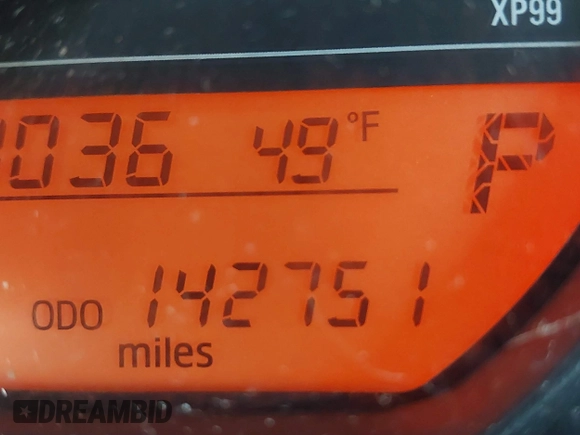 XP99
036 49 °F P
ODO 142751
miles
DREAMBID